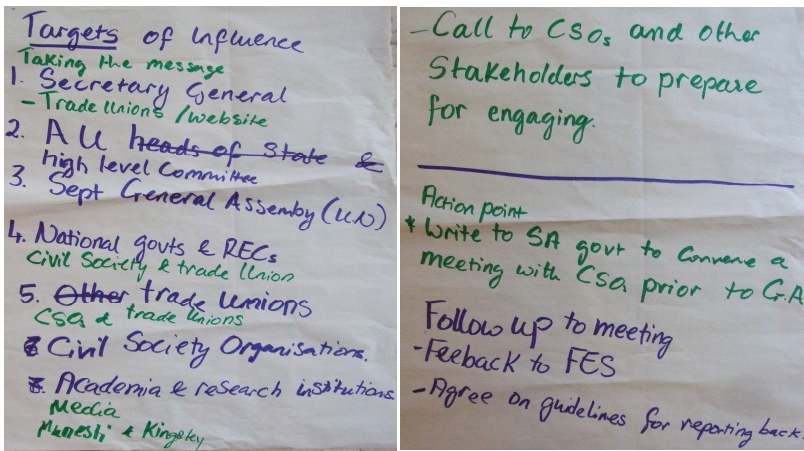 Targets of Influence
Taking the message
1. Secretary General
- Trade Unions / website
2. AU heads of State &
High level Committee
3. Sept General Assembly (UN)
4. National govts & RECs
Civil Society & trade Union
5. Other trade unions
CSOs & trade Unions
Civil Society Organisations.
Academia & research institutions
Media
& Kingsley
- Call to CSOs and other
Stakeholders to prepare
for engaging.
Action point
* Write to SA govt to convene a
meeting with CSOs prior to G.A
Follow up to meeting
- Feeback to FES
- Agree on guidelines for reporting back.